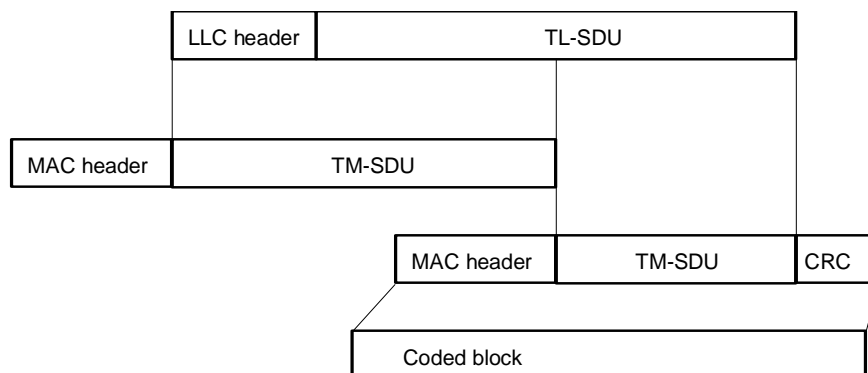 LLC header TL-SDU
MAC header TM-SDU
MAC header TM-SDU CRC
Coded block